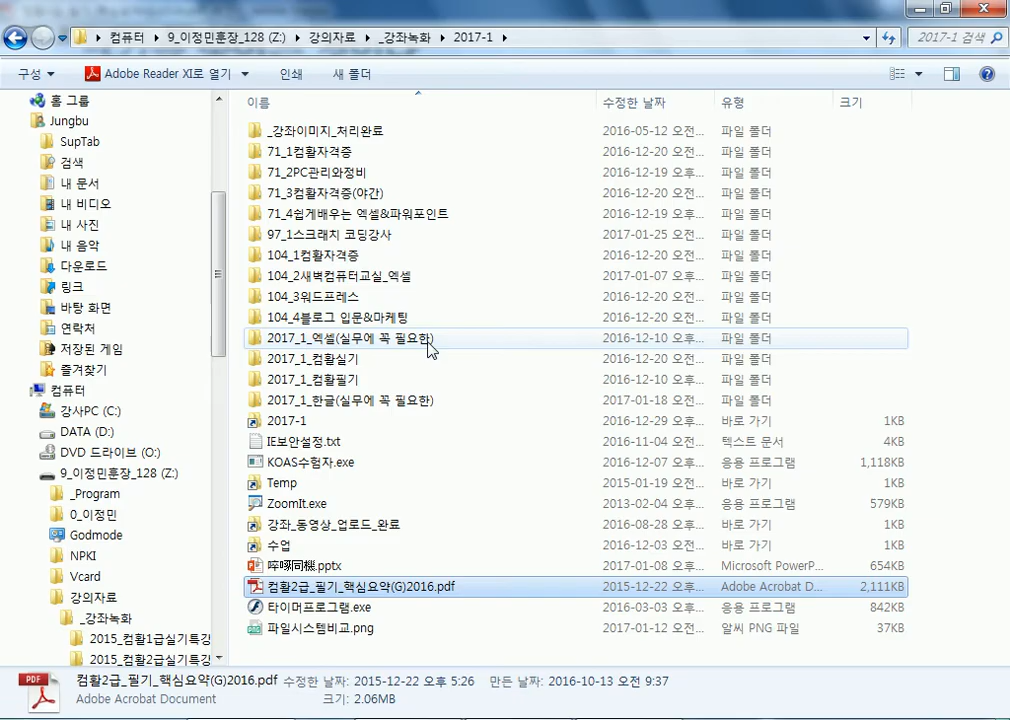 컴퓨터 ▸ 9_이정민훈장_128 (Z:) ▸ 강의자료 ▸ _강좌녹화 ▸ 2017-1 ▸
2017-1 검색
구성 Adobe Reader XI로 열기 인쇄 새 폴더
이름 수정한 날짜 유형 크기
홈 그룹
Jungbu
SupTab
검색
내 문서
내 비디오
내 사진
내 음악
다운로드
링크
바탕 화면
연락처
저장된 게임
즐겨찾기
컴퓨터
강사PC (C:)
DATA (D:)
DVD 드라이브 (O:)
9_이정민훈장_128 (Z:)
_Program
0_이정민
Godmode
NPKI
Vcard
강의자료
_강좌녹화
2015_컴활1급실기특강
2015_컴활2급실기특강
_강좌이미지_처리완료 2016-05-12 오전... 파일 폴더
71_1컴활자격증 2016-12-20 오전... 파일 폴더
71_2PC관리와정비 2016-12-19 오후... 파일 폴더
71_3컴활자격증(야간) 2016-12-20 오전... 파일 폴더
71_4쉽게배우는 엑셀&파워포인트 2016-12-19 오후... 파일 폴더
97_1스크래치 코딩강사 2017-01-25 오전... 파일 폴더
104_1컴활자격증 2016-12-20 오전... 파일 폴더
104_2새벽컴퓨터교실_엑셀 2017-01-07 오후... 파일 폴더
104_3워드프레스 2016-12-20 오전... 파일 폴더
104_4블로그 입문&마케팅 2016-12-20 오전... 파일 폴더
2017_1_엑셀(실무에 꼭 필요한) 2016-12-10 오후... 파일 폴더
2017_1_컴활실기 2016-12-20 오후... 파일 폴더
2017_1_컴활필기 2016-12-10 오후... 파일 폴더
2017_1_한글(실무에 꼭 필요한) 2017-01-18 오후... 파일 폴더
2017-1 2016-12-29 오후... 바로 가기 1KB
IE보안설정.txt 2016-11-04 오전... 텍스트 문서 4KB
KOAS수험자.exe 2016-12-07 오후... 응용 프로그램 1,118KB
Temp 2015-01-19 오후... 바로 가기 1KB
ZoomIt.exe 2013-02-04 오후... 응용 프로그램 579KB
강좌_동영상_업로드_완료 2016-08-28 오후... 바로 가기 1KB
수업 2016-12-03 오후... 바로 가기 1KB
啐啄同機.pptx 2017-01-08 오후... Microsoft PowerP... 654KB
컴활2급_필기_핵심요약(G)2016.pdf 2015-12-22 오후... Adobe Acrobat D... 2,111KB
타이머프로그램.exe 2016-03-03 오후... 응용 프로그램 842KB
파일시스템비교.png 2017-01-12 오후... 알씨 PNG 파일 37KB
컴활2급_필기_핵심요약(G)2016.pdf 수정한 날짜: 2015-12-22 오후 5:26 만든 날짜: 2016-10-13 오전 9:37
Adobe Acrobat Document 크기: 2.06MB